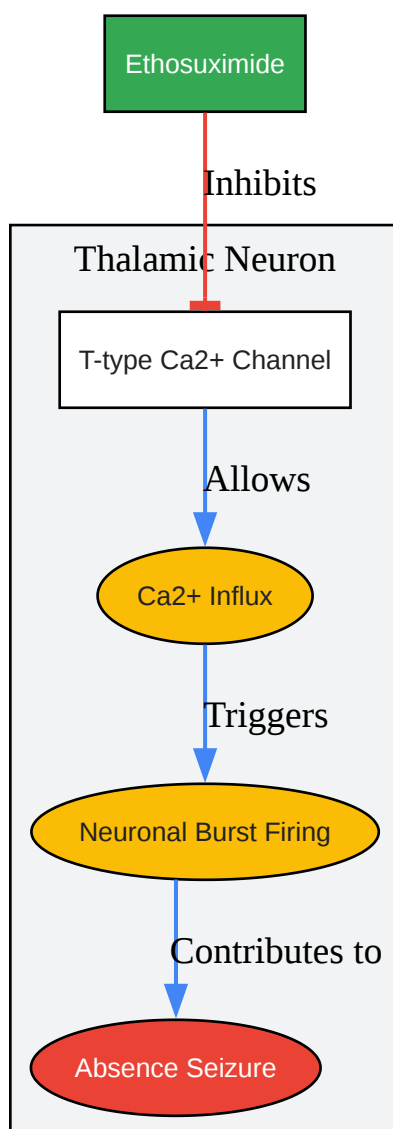 Ethosuximide
Inhibits
Thalamic Neuron
T-type Ca2+ Channel
Allows
Ca2+ Influx
Triggers
Neuronal Burst Firing
Contributes to
Absence Seizure